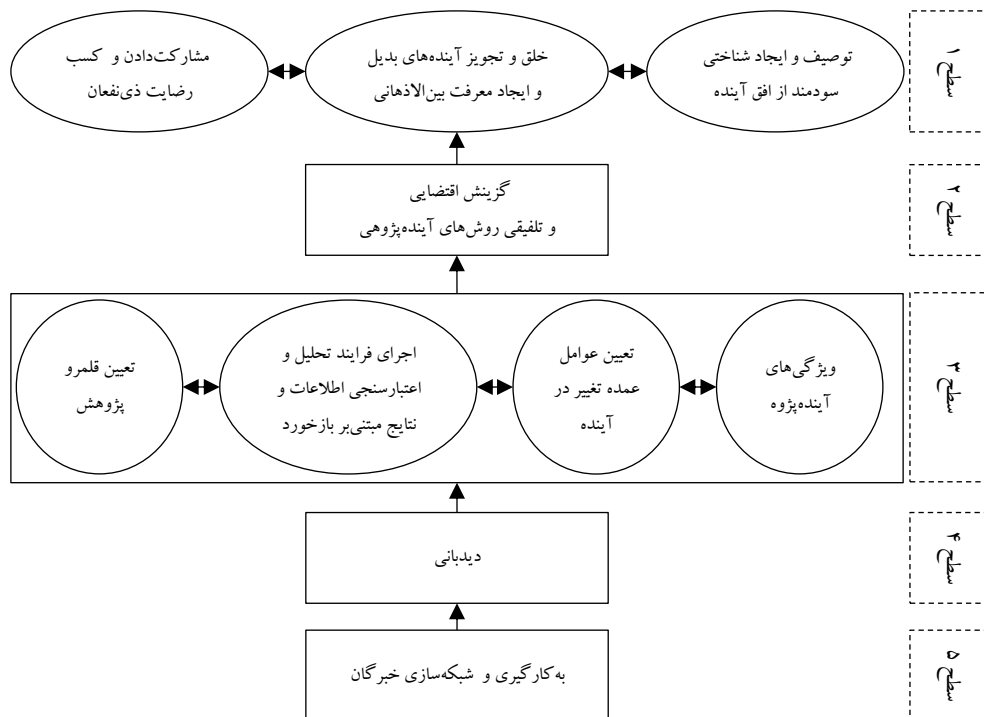 سطح ۱
توصیف و ایجاد شناختی
سودمند از افق آینده
خلق و تجویز آینده‌های بدیل
و ایجاد معرفت بین‌الاذهانی
مشارکت‌دادن و کسب
رضایت ذی‌نفعان
سطح ۲
گزینش اقتضایی
و تلفیقی روش‌های آینده‌پژوهی
سطح ۳
ویژگی‌های
آینده‌پژوه
تعیین عوامل
عمده تغییر در
آینده
اجرای فرایند تحلیل و
اعتبارسنجی اطلاعات و
نتایج مبتنی‌بر بازخورد
تعیین قلمرو
پژوهش
سطح ۴
دیدبانی
سطح ۵
به‌کارگیری و شبکه‌سازی خبرگان